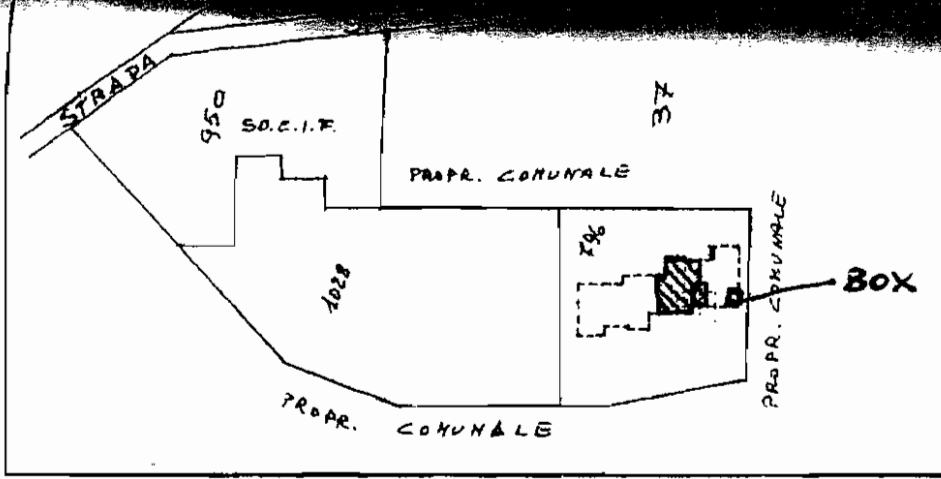 STRADA
950
SO.C.I.F.
37
PROPR. COMUNALE
796
PROPR. COMUNALE
BOX
1028
PROPR. COMUNALE